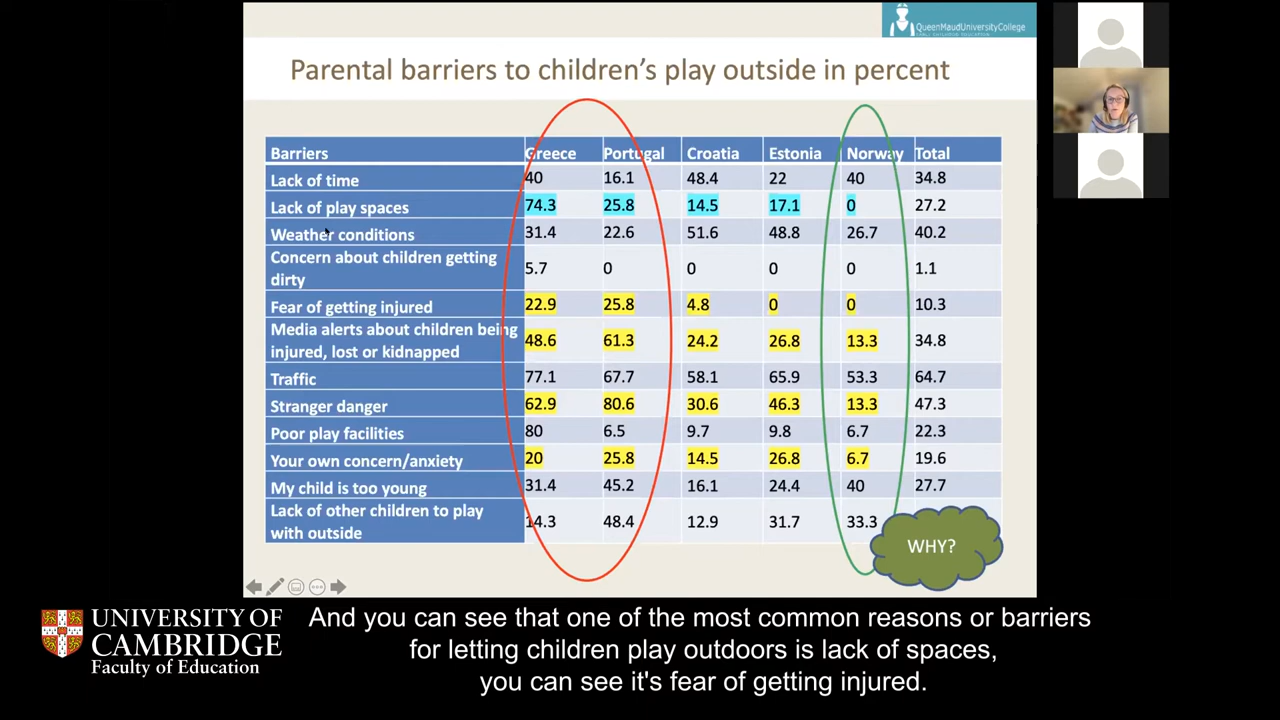 QueenMaudUniversityCollege
Parental barriers to children's play outside in percent
Barriers Greece Portugal Croatia Estonia Norway Total
Lack of time 40 16.1 48.4 22 40 34.8
Lack of play spaces 74.3 25.8 14.5 17.1 0 27.2
Weather conditions 31.4 22.6 51.6 48.8 26.7 40.2
Concern about children getting
dirty 5.7 0 0 0 0 1.1
Fear of getting injured 22.9 25.8 4.8 0 0 10.3
Media alerts about children being
injured, lost or kidnapped 48.6 61.3 24.2 26.8 13.3 34.8
Traffic 77.1 67.7 58.1 65.9 53.3 64.7
Stranger danger 62.9 80.6 30.6 46.3 13.3 47.3
Poor play facilities 80 6.5 9.7 9.8 6.7 22.3
Your own concern/anxiety 20 25.8 14.5 26.8 6.7 19.6
My child is too young 31.4 45.2 16.1 24.4 40 27.7
Lack of other children to play
with outside 14.3 48.4 12.9 31.7 33.3
WHY?
UNIVERSITY OF
CAMBRIDGE
Faculty of Education
And you can see that one of the most common reasons or barriers
for letting children play outdoors is lack of spaces,
you can see it's fear of getting injured.